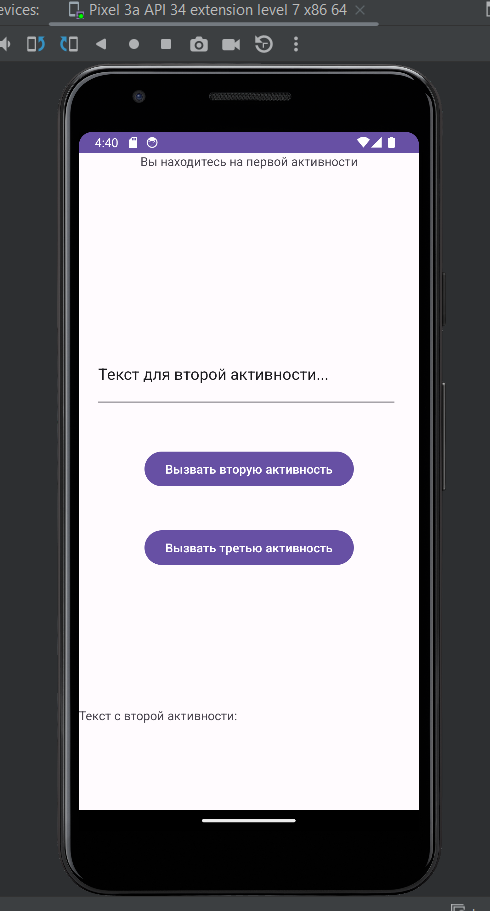 evices:
Pixel 3a API 34 extension level 7 x86 64
4:40
Вы находитесь на первой активности
Текст для второй активности...
Вызвать вторую активность
Вызвать третью активность
Текст с второй активности: